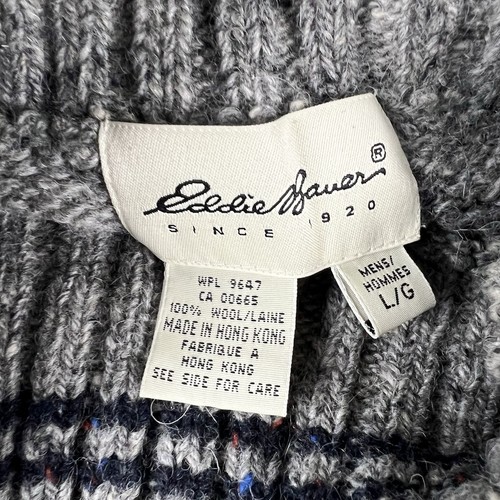 Eddie Bauer®
SINCE 1920
MENS/
HOMMES
L/G
WPL 9647
CA 00665
100% WOOL/LAINE
MADE IN HONG KONG
FABRIQUE A
HONG KONG
SEE SIDE FOR CARE